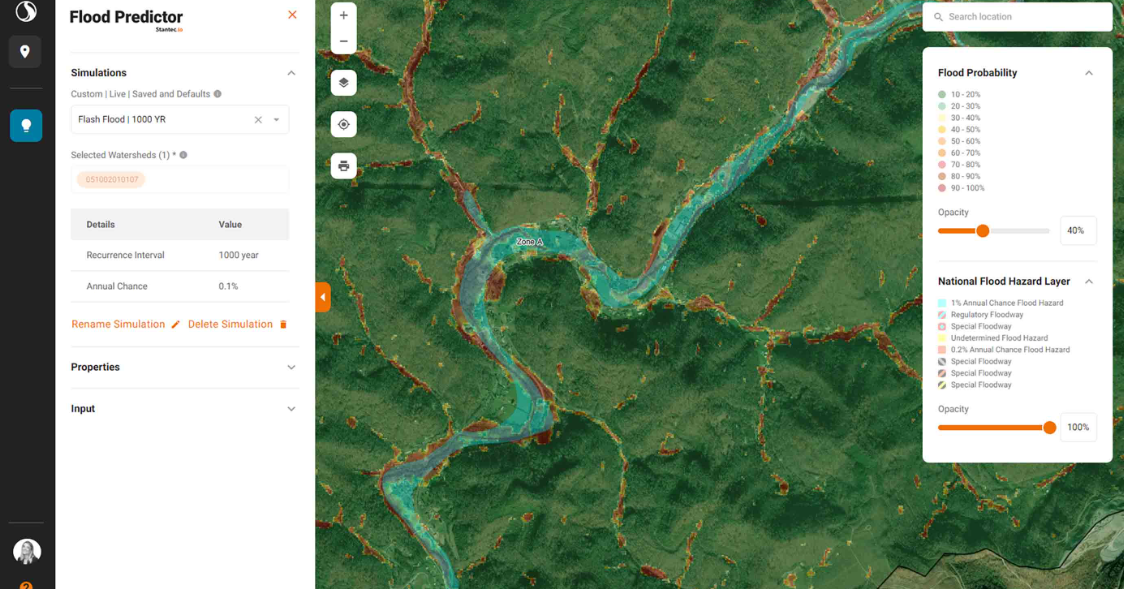 Flood Predictor
Stantec.io
Simulations
Custom | Live | Saved and Defaults
Flash Flood | 1000 YR
Selected Watersheds (1) *
051002010107
Details Value
Recurrence Interval 1000 year
Annual Chance 0.1%
Rename Simulation Delete Simulation
Properties
Input
Zone A
Search location
Flood Probability
10 - 20%
20 - 30%
30 - 40%
40 - 50%
50 - 60%
60 - 70%
70 - 80%
80 - 90%
90 - 100%
Opacity
40%
National Flood Hazard Layer
1% Annual Chance Flood Hazard
Regulatory Floodway
Special Floodway
Undetermined Flood Hazard
0.2% Annual Chance Flood Hazard
Special Floodway
Special Floodway
Special Floodway
Opacity
100%